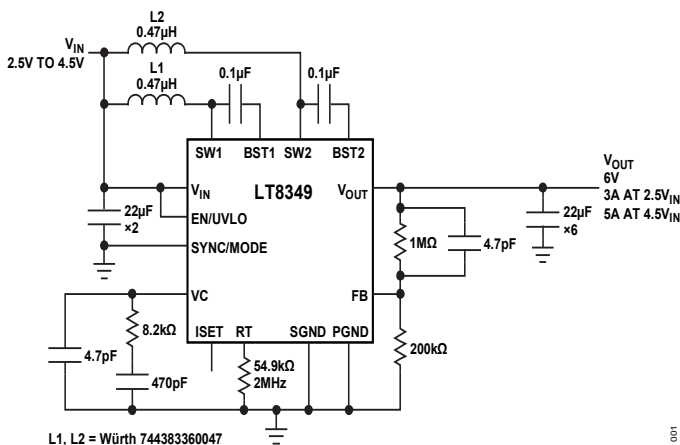 L2
0.47µH
VIN
2.5V TO 4.5V
L1
0.47µH
0.1µF
0.1µF
SW1
BST1
SW2
BST2
VIN
LT8349
VOUT
EN/UVLO
SYNC/MODE
22µF
×2
VOUT
6V
3A AT 2.5VIN
5A AT 4.5VIN
22µF
×6
1MΩ
4.7pF
VC
FB
ISET
RT
SGND
PGND
8.2kΩ
4.7pF
470pF
54.9kΩ
2MHz
200kΩ
L1, L2 = Würth 744383360047
001